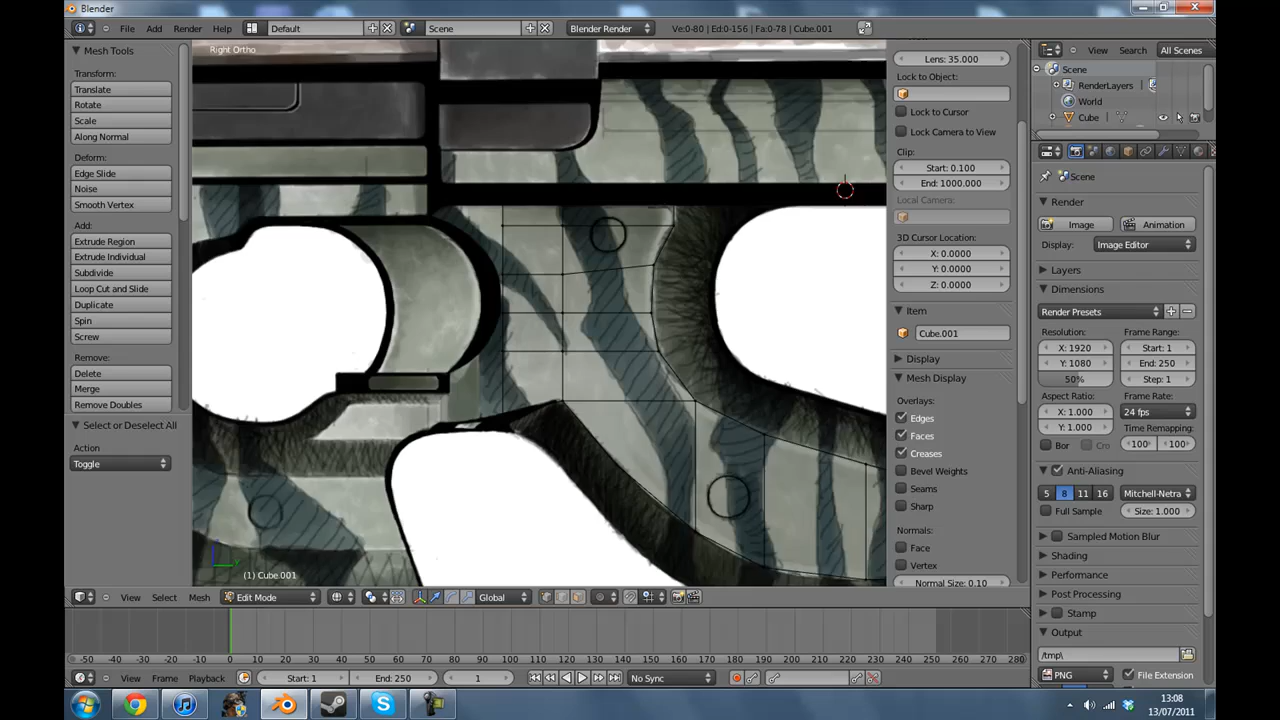 Blender
File Add Render Help Default Scene Blender Render Ve:0-80 | Ed:0-156 | Fa:0-78 | Cube.001
Mesh Tools
Transform:
Translate
Rotate
Scale
Along Normal
Deform:
Edge Slide
Noise
Smooth Vertex
Add:
Extrude Region
Extrude Individual
Subdivide
Loop Cut and Slide
Duplicate
Spin
Screw
Remove:
Delete
Merge
Remove Doubles
Select or Deselect All
Action
Toggle
Right Ortho
(1) Cube.001
Lens: 35.000
Lock to Object:
Lock to Cursor
Lock Camera to View
Clip:
Start: 0.100
End: 1000.000
Local Camera:
3D Cursor Location:
X: 0.0000
Y: 0.0000
Z: 0.0000
Item
Cube.001
Display
Mesh Display
Overlays:
Edges
Faces
Creases
Bevel Weights
Seams
Sharp
Normals:
Face
Vertex
Normal Size: 0.10
View Search All Scenes
Scene
RenderLayers
World
Cube
Scene
Render
Image Animation
Display: Image Editor
Layers
Dimensions
Render Presets
Resolution: Frame Range:
X: 1920 Start: 1
Y: 1080 End: 250
50% Step: 1
Aspect Ratio: Frame Rate:
X: 1.000 24 fps
Y: 1.000 Time Remapping:
Bor Cro 100 100
Anti-Aliasing
5 8 11 16 Mitchell-Netra
Full Sample Size: 1.000
Sampled Motion Blur
Shading
Performance
Post Processing
Stamp
Output
/tmp\
PNG File Extension
View Select Mesh Edit Mode Global
-50 -40 -30 -20 -10 0 10 20 30 40 50 60 70 80 90 100 110 120 130 140 150 160 170 180 190 200 210 220 230 240 250 260 270 280
View Frame Playback Start: 1 End: 250 1 No Sync
13:08
13/07/2011